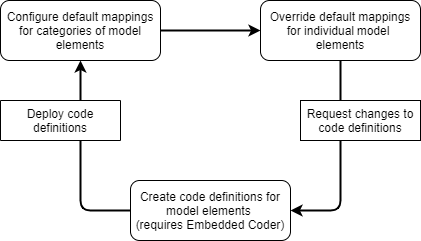 Configure default mappings
for categories of model
elements
Override default mappings
for individual model
elements
Deploy code
definitions
Request changes to
code definitions
Create code definitions for
model elements
(requires Embedded Coder)